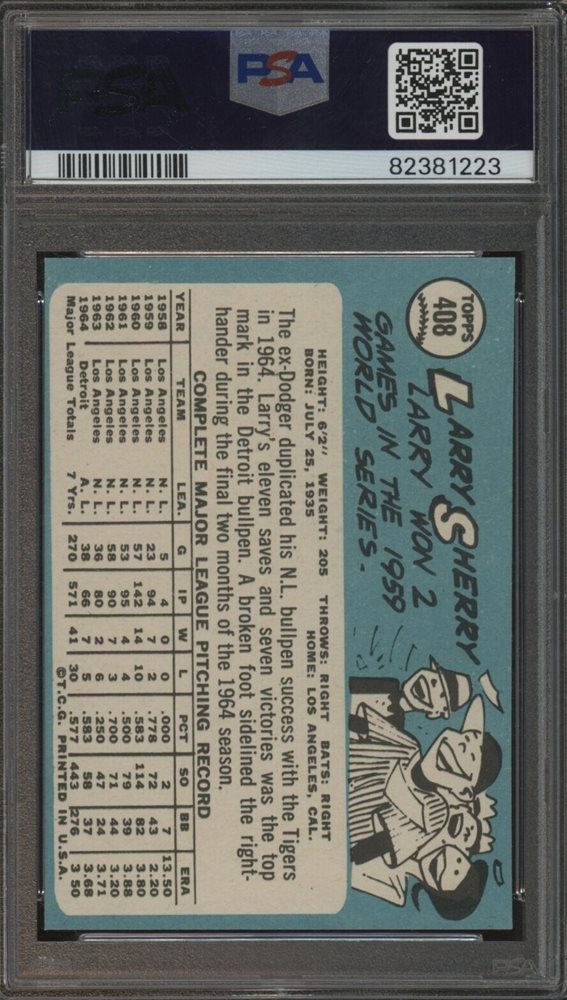 PSA
PSA
82381223
TOPPS
408
LARRY SHERRY
LARRY WON 2
GAMES IN THE 1959
WORLD SERIES.
HEIGHT: 6'2" WEIGHT: 205 THROWS: RIGHT BATS: RIGHT
BORN: JULY 25, 1935 HOME: LOS ANGELES, CAL.
The ex-Dodger duplicated his N.L. bullpen success with the Tigers
in 1964. Larry's eleven saves and seven victories was the top
mark in the Detroit bullpen. A broken foot sidelined the right-
hander during the final two months of the 1964 season.
COMPLETE MAJOR LEAGUE PITCHING RECORD
YEAR TEAM LEA. G IP W L PCT SO BB ERA
1958 Los Angeles N. L. 5 4 0 0 .000 2 7 13.50
1959 Los Angeles N. L. 23 94 7 2 .778 72 43 2.20
1960 Los Angeles N. L. 57 142 14 10 .583 114 82 3.80
1961 Los Angeles N. L. 53 95 4 4 .500 79 39 3.88
1962 Los Angeles N. L. 58 90 7 3 .700 71 44 3.20
1963 Los Angeles N. L. 36 80 2 6 .250 47 24 3.71
1964 Detroit A. L. 38 66 7 5 .583 58 37 3.68
Major League Totals 7 Yrs. 270 571 41 30 .577 443 276 3.50
©T.C.G. PRINTED IN U.S.A.
PSA